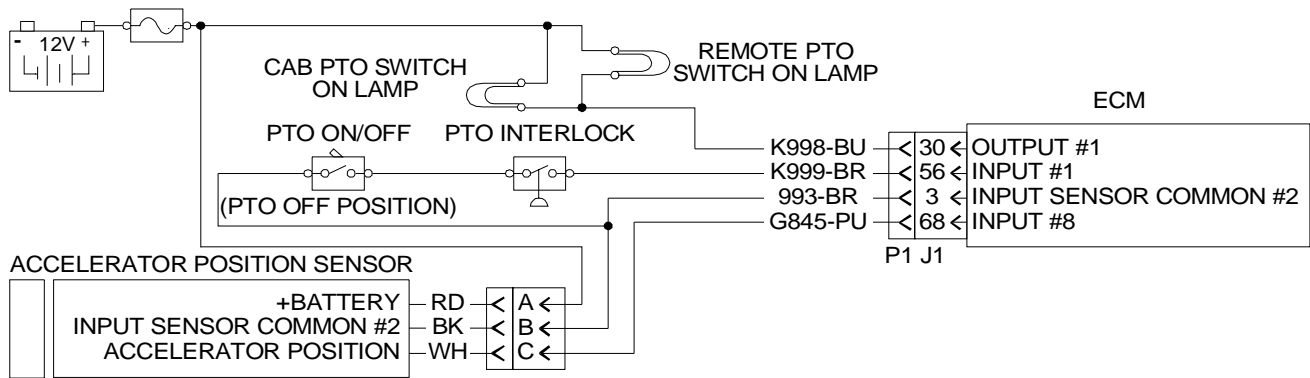 - 12V +
CAB PTO SWITCH
ON LAMP
REMOTE PTO
SWITCH ON LAMP
ECM
PTO ON/OFF
PTO INTERLOCK
(PTO OFF POSITION)
K998-BU 30 OUTPUT #1
K999-BR 56 INPUT #1
993-BR 3 INPUT SENSOR COMMON #2
G845-PU 68 INPUT #8
P1 J1
ACCELERATOR POSITION SENSOR
+BATTERY RD A
INPUT SENSOR COMMON #2 BK B
ACCELERATOR POSITION WH C